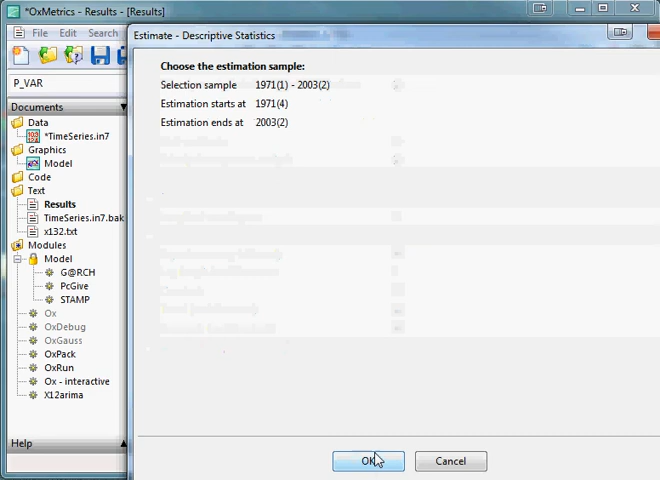 *OxMetrics - Results - [Results]
File Edit Search
P_VAR
Documents
Data
*TimeSeries.in7
Graphics
Model
Code
Text
Results
TimeSeries.in7.bak
x132.txt
Modules
Model
G@RCH
PcGive
STAMP
Ox
OxDebug
OxGauss
OxPack
OxRun
Ox - interactive
X12arima
Help
Estimate - Descriptive Statistics
Choose the estimation sample:
Selection sample 1971(1) - 2003(2)
Estimation starts at 1971(4)
Estimation ends at 2003(2)
OK Cancel